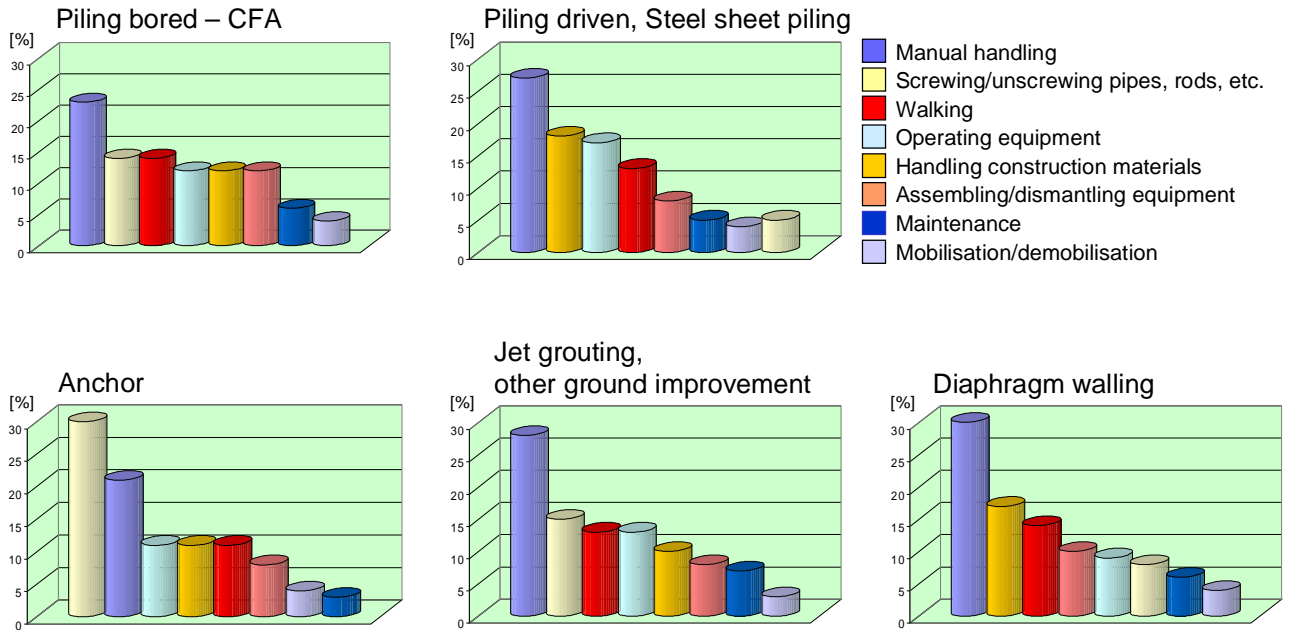 Piling bored – CFA
[%]
30
25
20
15
10
5
0
Piling driven, Steel sheet piling
[%]
30
25
20
15
10
5
0
Manual handling
Screwing/unscrewing pipes, rods, etc.
Walking
Operating equipment
Handling construction materials
Assembling/dismantling equipment
Maintenance
Mobilisation/demobilisation
Anchor
[%]
30
25
20
15
10
5
0
Jet grouting,
other ground improvement
[%]
30
25
20
15
10
5
0
Diaphragm walling
[%]
30
25
20
15
10
5
0